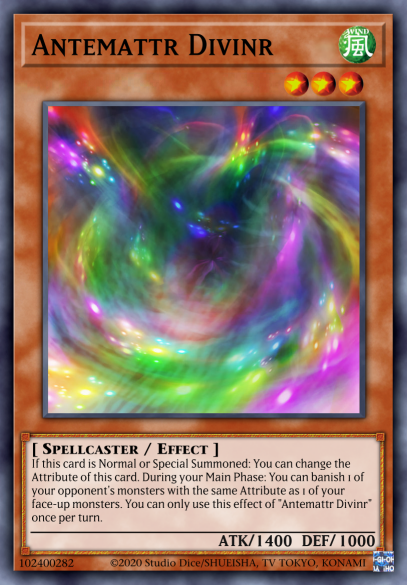 Antemattr Divinr
WIND
風
[ Spellcaster / Effect ]
If this card is Normal or Special Summoned: You can change the
Attribute of this card. During your Main Phase: You can banish 1 of
your opponent's monsters with the same Attribute as 1 of your
face-up monsters. You can only use this effect of "Antemattr Divinr"
once per turn.
ATK/1400 DEF/1000
102400282
©2020 Studio Dice/SHUEISHA, TV TOKYO, KONAMI